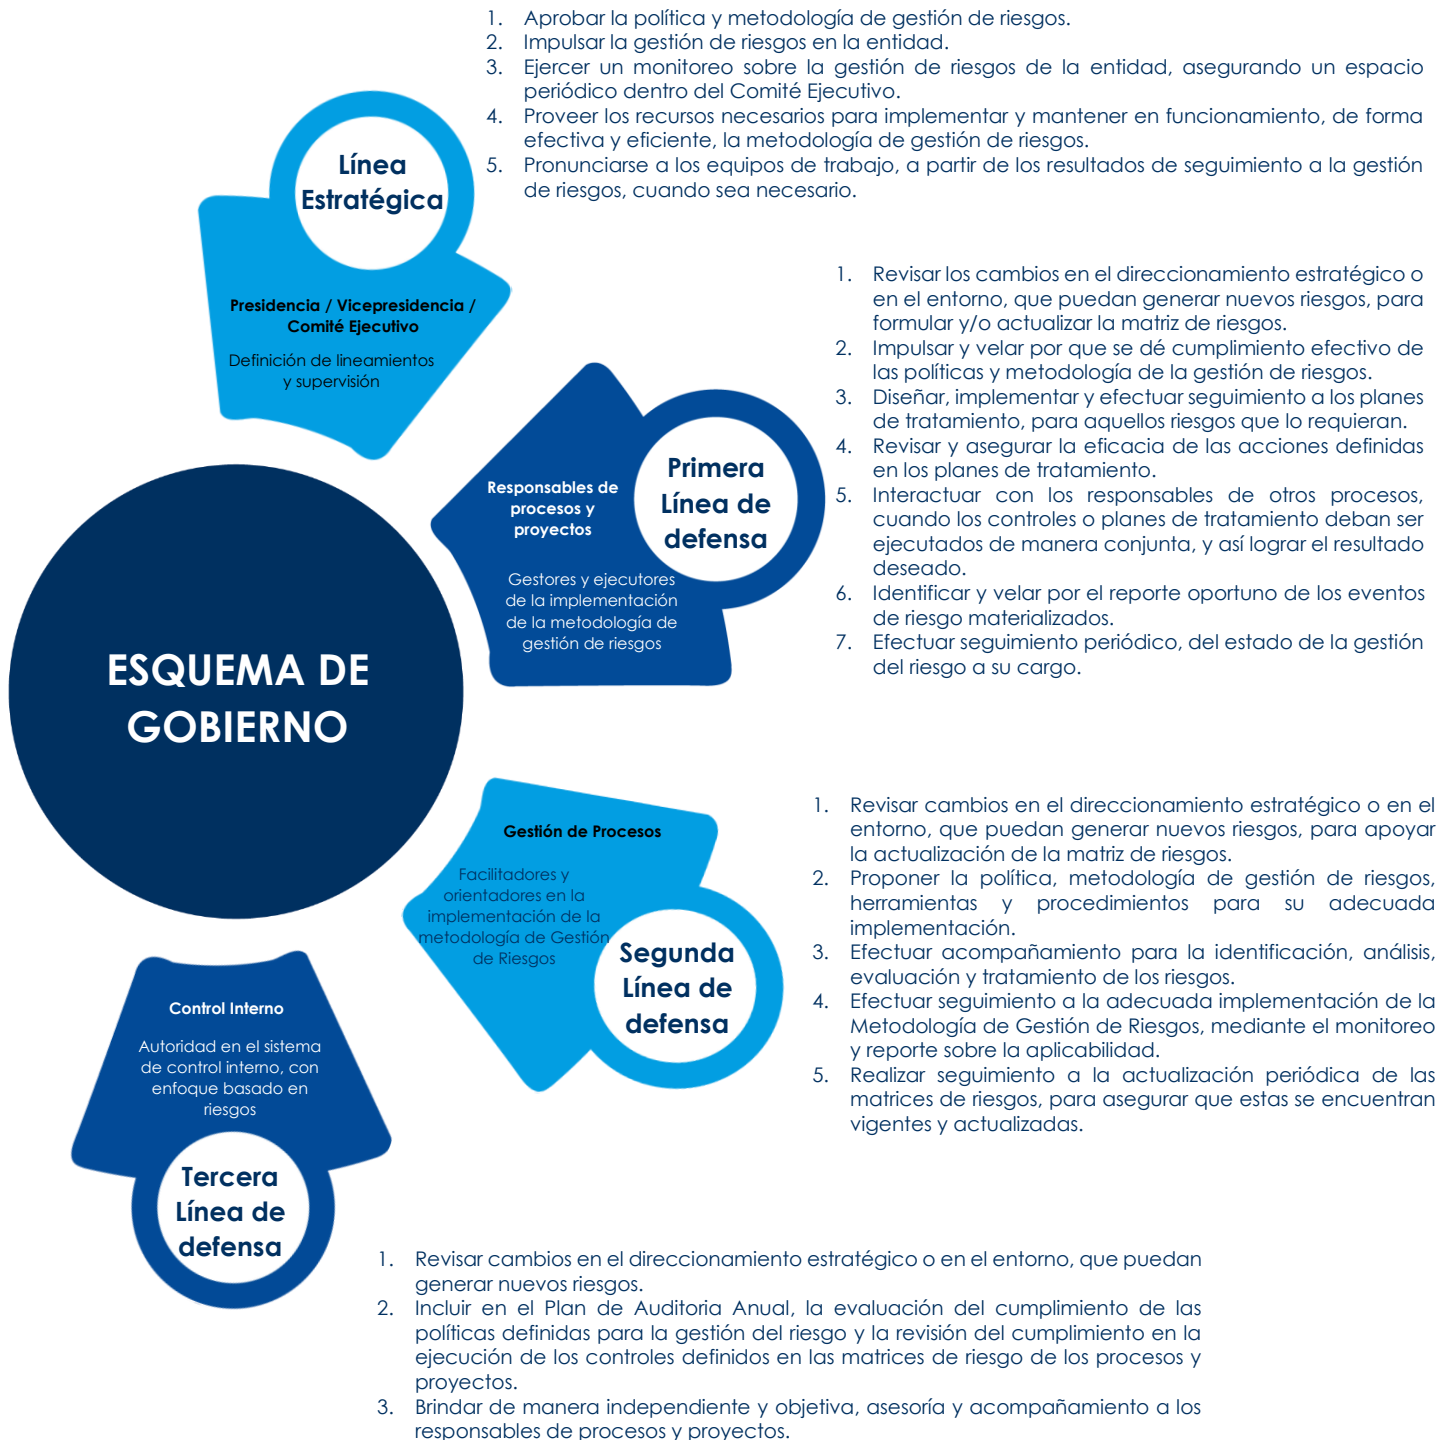 1. Aprobar la política y metodología de gestión de riesgos.
2. Impulsar la gestión de riesgos en la entidad.
3. Ejercer un monitoreo sobre la gestión de riesgos de la entidad, asegurando un espacio
periódico dentro del Comité Ejecutivo.
4. Proveer los recursos necesarios para implementar y mantener en funcionamiento, de forma
efectiva y eficiente, la metodología de gestión de riesgos.
5. Pronunciarse a los equipos de trabajo, a partir de los resultados de seguimiento a la gestión
de riesgos, cuando sea necesario.
Línea
Estratégica
Presidencia / Vicepresidencia /
Comité Ejecutivo
Definición de lineamientos
y supervisión
1. Revisar los cambios en el direccionamiento estratégico o
en el entorno, que puedan generar nuevos riesgos, para
formular y/o actualizar la matriz de riesgos.
2. Impulsar y velar por que se dé cumplimiento efectivo de
las políticas y metodología de la gestión de riesgos.
3. Diseñar, implementar y efectuar seguimiento a los planes
de tratamiento, para aquellos riesgos que lo requieran.
4. Revisar y asegurar la eficacia de las acciones definidas
en los planes de tratamiento.
5. Interactuar con los responsables de otros procesos,
cuando los controles o planes de tratamiento deban ser
ejecutados de manera conjunta, y así lograr el resultado
deseado.
6. Identificar y velar por el reporte oportuno de los eventos
de riesgo materializados.
7. Efectuar seguimiento periódico, del estado de la gestión
del riesgo a su cargo.
Primera
Línea de
defensa
Responsables de
procesos y
proyectos
Gestores y ejecutores
de la implementación
de la metodología de
gestión de riesgos
ESQUEMA DE
GOBIERNO
Gestión de Procesos
Facilitadores y
orientadores en la
implementación de la
metodología de Gestión
de Riesgos
Segunda
Línea de
defensa
1. Revisar cambios en el direccionamiento estratégico o en el
entorno, que puedan generar nuevos riesgos, para apoyar
la actualización de la matriz de riesgos.
2. Proponer la política, metodología de gestión de riesgos,
herramientas y procedimientos para su adecuada
implementación.
3. Efectuar acompañamiento para la identificación, análisis,
evaluación y tratamiento de los riesgos.
4. Efectuar seguimiento a la adecuada implementación de la
Metodología de Gestión de Riesgos, mediante el monitoreo
y reporte sobre la aplicabilidad.
5. Realizar seguimiento a la actualización periódica de las
matrices de riesgos, para asegurar que estas se encuentran
vigentes y actualizadas.
Control Interno
Autoridad en el sistema
de control interno, con
enfoque basado en
riesgos
Tercera
Línea de
defensa
1. Revisar cambios en el direccionamiento estratégico o en el entorno, que puedan
generar nuevos riesgos.
2. Incluir en el Plan de Auditoria Anual, la evaluación del cumplimiento de las
políticas definidas para la gestión del riesgo y la revisión del cumplimiento en la
ejecución de los controles definidos en las matrices de riesgo de los procesos y
proyectos.
3. Brindar de manera independiente y objetiva, asesoría y acompañamiento a los
responsables de procesos y proyectos.